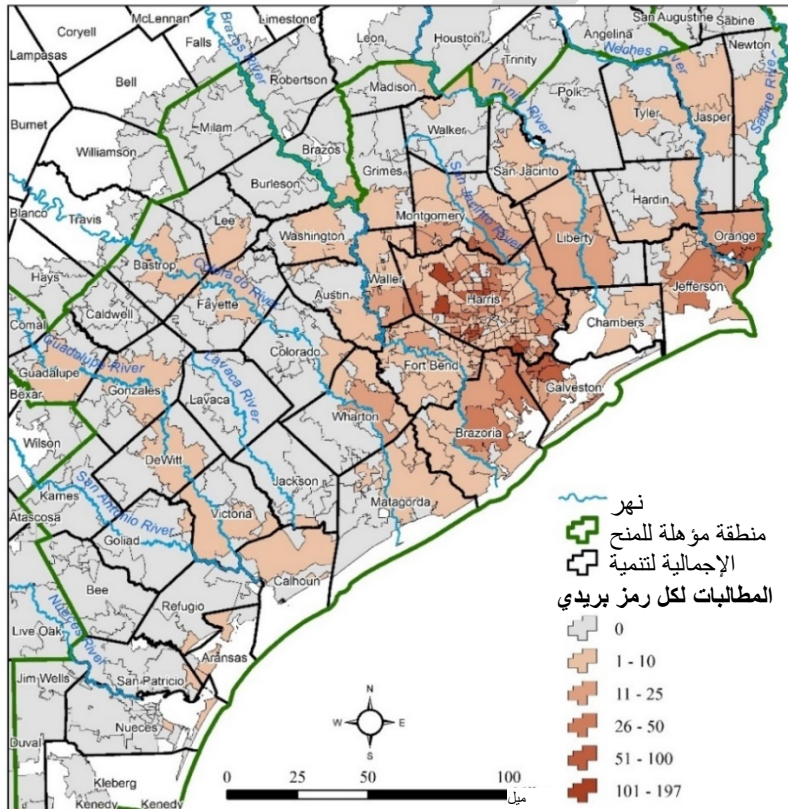 McLennan
Limestone
San Augustine
Sabine
Coryell
Falls
Brazos River
Leon
Houston
Angelina
Neches River
Newton
Lampasas
Bell
Robertson
Madison
Trinity
Trinity River
Polk
Tyler
Jasper
Sabine River
Burnet
Milam
Walker
Williamson
Brazos
Grimes
San Jacinto
San Jacinto River
Burleson
Hardin
Blanco
Travis
Lee
Washington
Montgomery
Liberty
Orange
Bastrop
Colorado River
Waller
Harris
Jefferson
Hays
Fayette
Austin
Chambers
Caldwell
Comal
Guadalupe River
Colorado
Fort Bend
Guadalupe
Lavaca River
Galveston
Gonzales
Lavaca
Bexar
Wharton
Brazoria
Wilson
DeWitt
Jackson
Karnes
San Antonio River
Matagorda
Victoria
Atascosa
Goliad
Calhoun
Bee
Refugio
Nueces River
Live Oak
Aransas
Jim Wells
San Patricio
Nueces
Duval
Kleberg
Kenedy
Kenedy
نهر
منطقة مؤهلة للمنح
الإجمالية لتنمية
المطالبات لكل رمز بريدي
0
1 - 10
11 - 25
26 - 50
51 - 100
101 - 197
N
W E
S
0 25 50 100
ميل